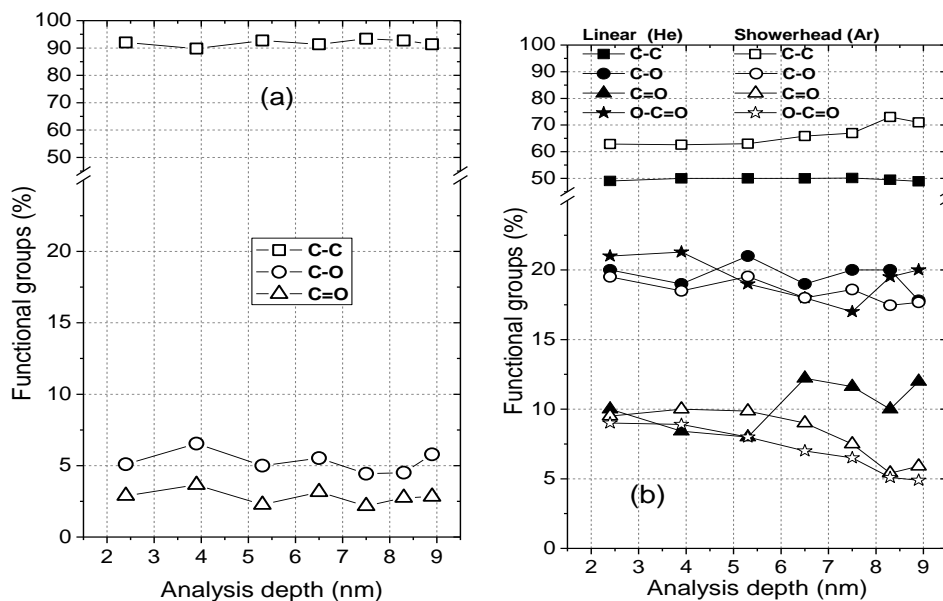 100
90
80
70
60
50
20
15
10
5
0
Functional groups (%)
(a)
C-C
C-O
C=O
2 3 4 5 6 7 8 9
Analysis depth (nm)
Linear (He) Showerhead (Ar)
C-C C-C
C-O C-O
C=O C=O
O-C=O O-C=O
100
90
80
70
60
50
20
15
10
5
0
Functional groups (%)
(b)
2 3 4 5 6 7 8 9
Analysis depth (nm)